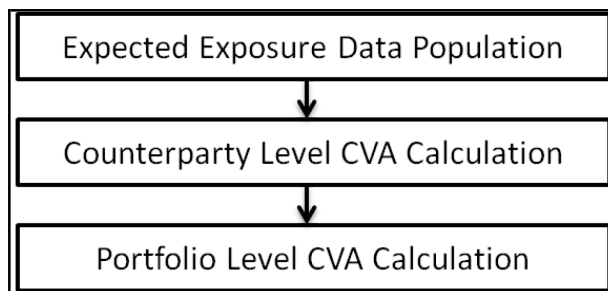 Expected Exposure Data Population
Counterparty Level CVA Calculation
Portfolio Level CVA Calculation